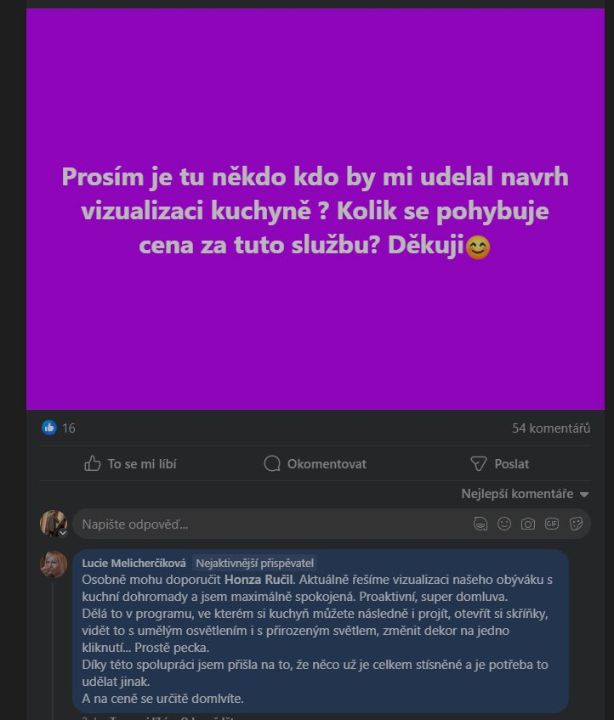 Prosím je tu někdo kdo by mi udelal navrh
vizualizaci kuchyně ? Kolik se pohybuje
cena za tuto službu? Děkuji😊
16
54 komentářů
To se mi líbí
Okomentovat
Poslat
Nejlepší komentáře
Napište odpověď...
GIF
Lucie Melicherčíková Nejaktivnější přispěvatel
Osobně mohu doporučit Honza Ručil. Aktuálně řešíme vizualizaci našeho obýváku s
kuchní dohromady a jsem maximálně spokojená. Proaktivní, super domluva.
Dělá to v programu, ve kterém si kuchyň můžete následně i projít, otevřít si skříňky,
vidět to s umělým osvětlením i s přirozeným světlem, změnit dekor na jedno
kliknutí... Prostě pecka.
Díky této spolupráci jsem přišla na to, že něco už je celkem stísněné a je potřeba to
udělat jinak.
A na ceně se určitě domlvíte.